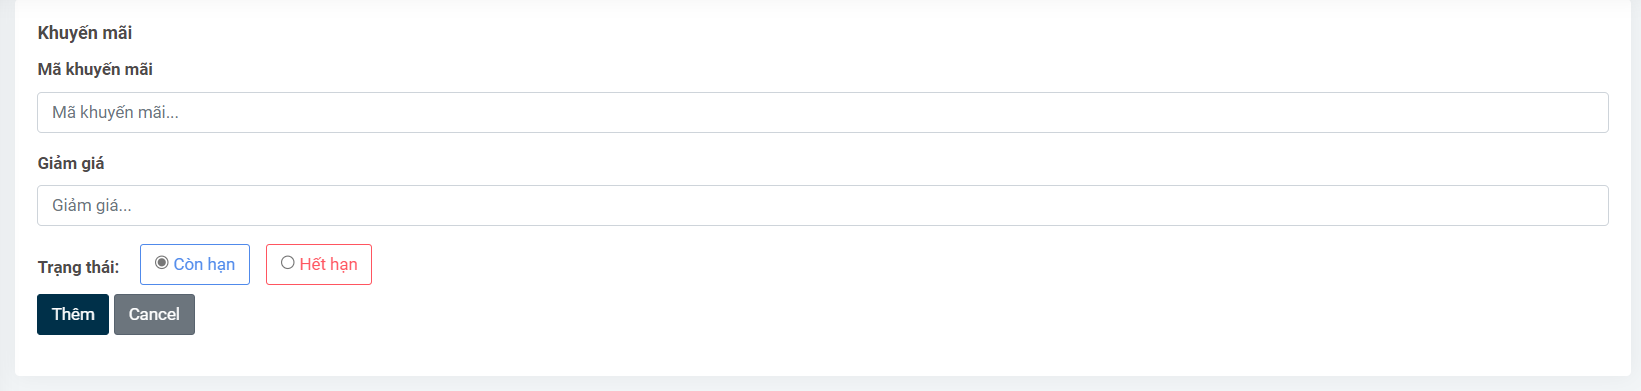 Khuyến mãi
Mã khuyến mãi
Mã khuyến mãi...
Giảm giá
Giảm giá...
Trạng thái: Còn hạn Hết hạn
Thêm Cancel